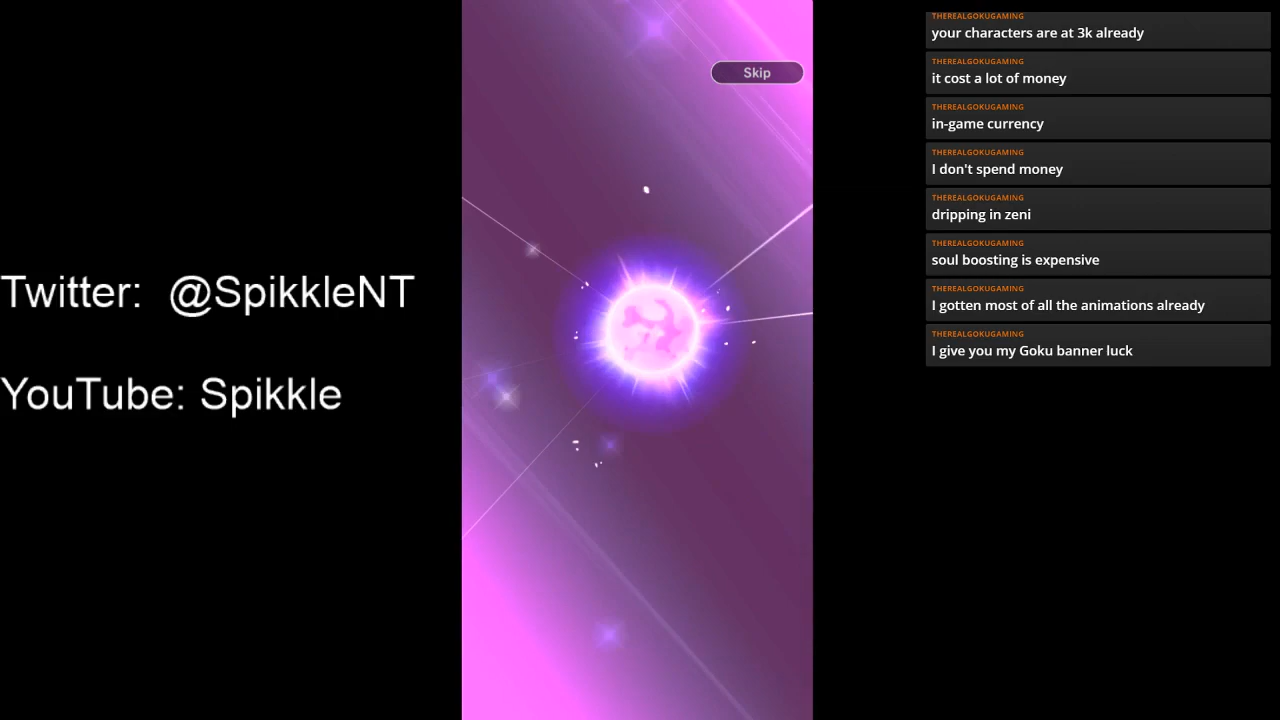 Twitter: @SpikkleNT
YouTube: Spikkle
Skip
THEREALGOKUGAMING
your characters are at 3k already
THEREALGOKUGAMING
it cost a lot of money
THEREALGOKUGAMING
in-game currency
THEREALGOKUGAMING
I don't spend money
THEREALGOKUGAMING
dripping in zeni
THEREALGOKUGAMING
soul boosting is expensive
THEREALGOKUGAMING
I gotten most of all the animations already
THEREALGOKUGAMING
I give you my Goku banner luck